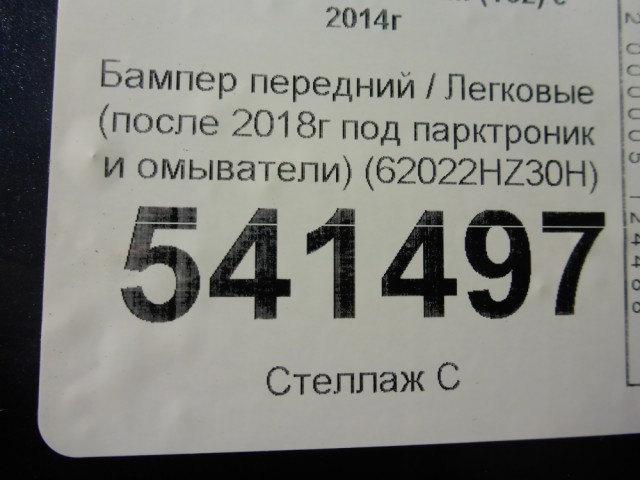 2014г
Бампер передний / Легковые
(после 2018г под парктроник
и омыватели) (62022HZ30H)
541497
Стеллаж С